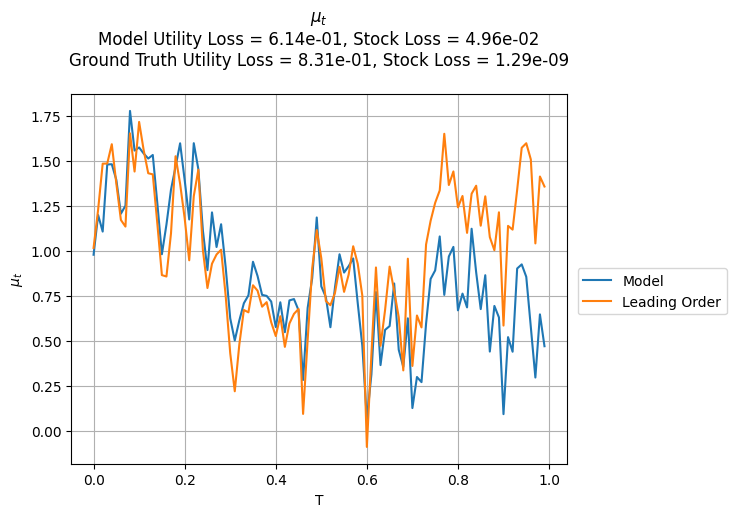 μₜ
Model Utility Loss = 6.14e-01, Stock Loss = 4.96e-02
Ground Truth Utility Loss = 8.31e-01, Stock Loss = 1.29e-09
1.75
1.50
1.25
1.00
0.75
0.50
0.25
0.00
μₜ
0.0 0.2 0.4 0.6 0.8 1.0
T
Model
Leading Order